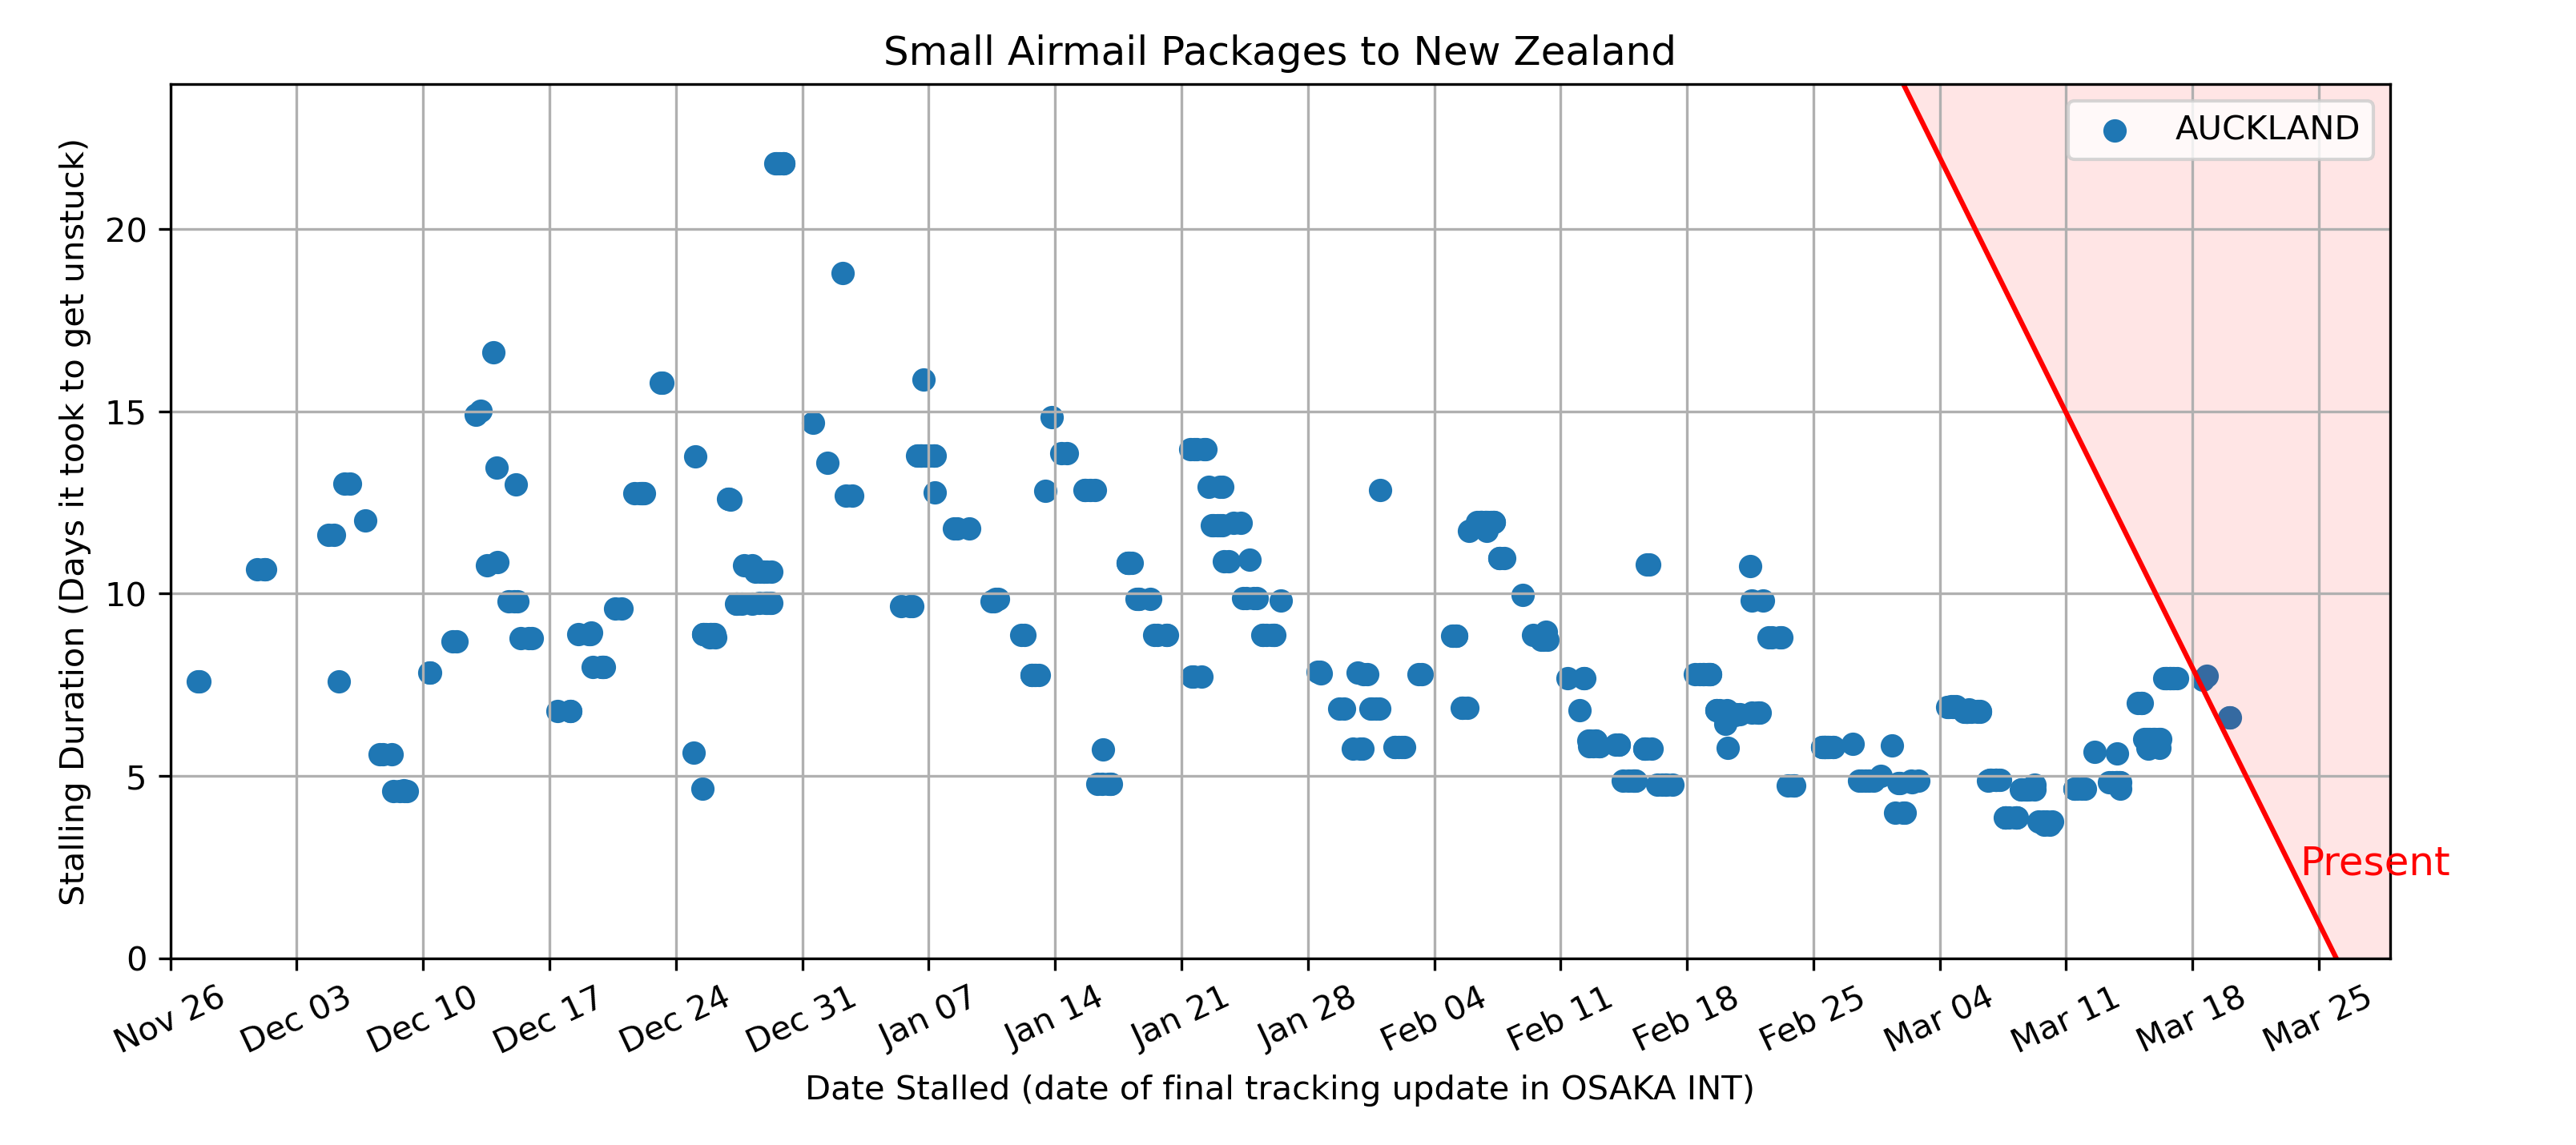 Small Airmail Packages to New Zealand
AUCKLAND
Stalling Duration (Days it took to get unstuck)
20
15
10
5
0
Present
Nov 26
Dec 03
Dec 10
Dec 17
Dec 24
Dec 31
Jan 07
Jan 14
Jan 21
Jan 28
Feb 04
Feb 11
Feb 18
Feb 25
Mar 04
Mar 11
Mar 18
Mar 25
Date Stalled (date of final tracking update in OSAKA INT)